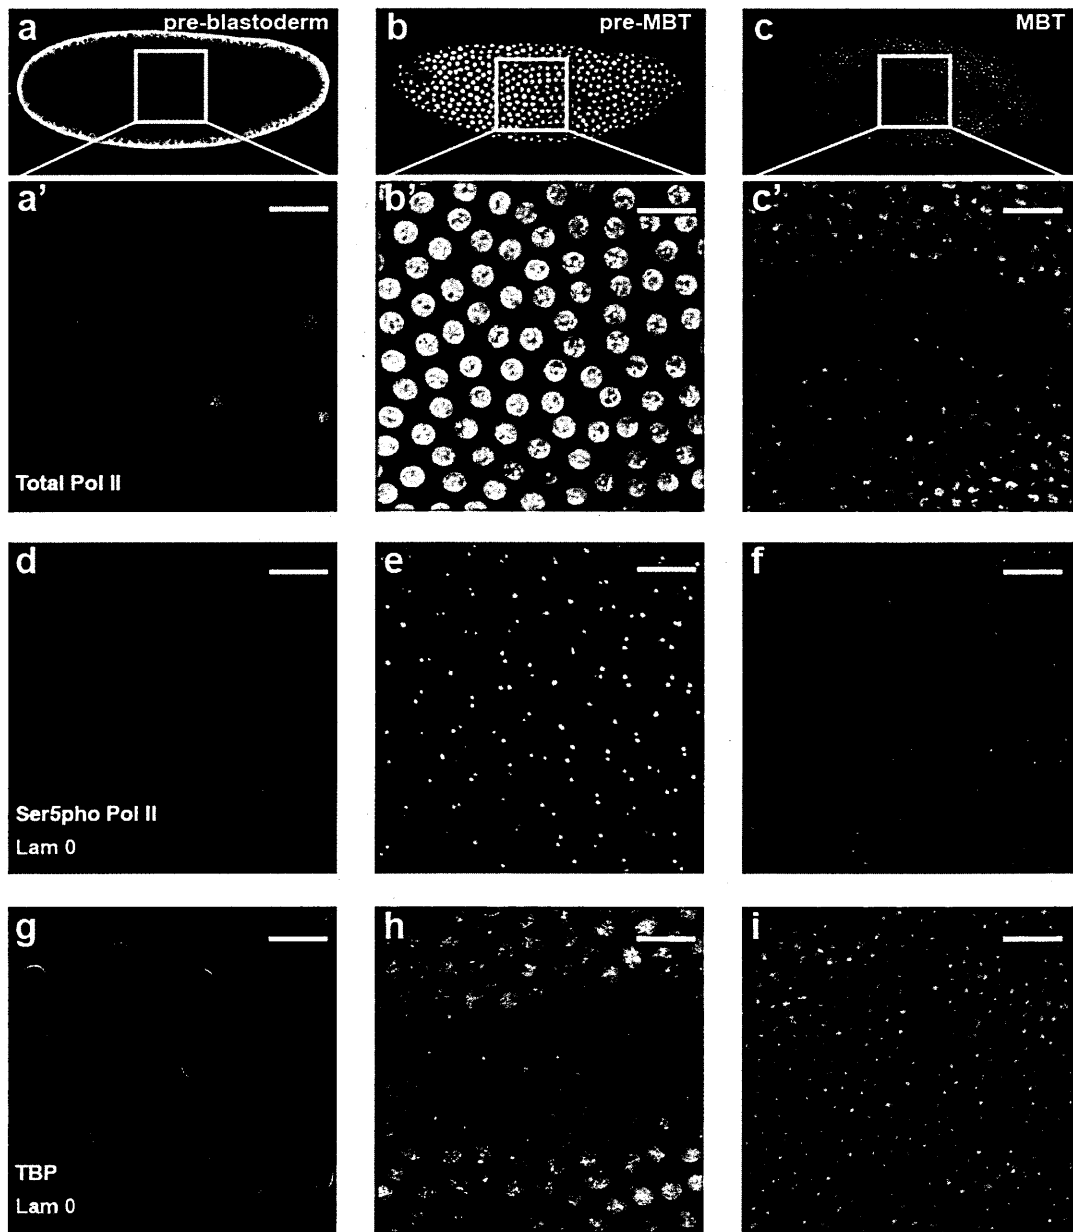 a pre-blastoderm
b pre-MBT
c MBT
a'
b'
c'
Total Pol II
d
e
f
Ser5pho Pol II
Lam 0
g
h
i
TBP
Lam 0